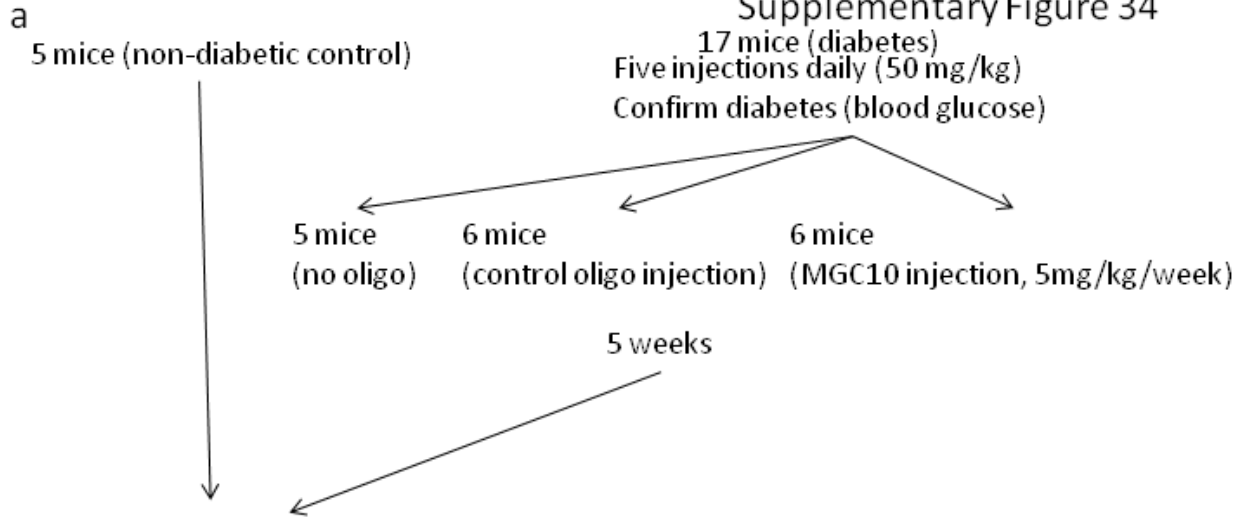 Supplementary Figure 34
a
5 mice (non-diabetic control)
17 mice (diabetes)
Five injections daily (50 mg/kg)
Confirm diabetes (blood glucose)
5 mice
(no oligo)
6 mice
(control oligo injection)
6 mice
(MGC10 injection, 5mg/kg/week)
5 weeks